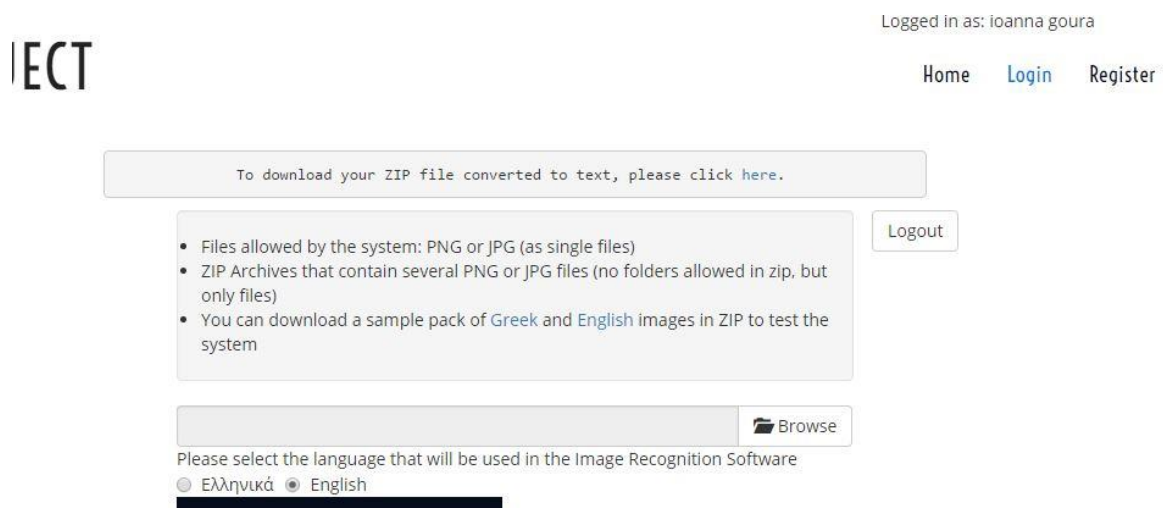 Logged in as: ioanna goura
JECT
Home Login Register
To download your ZIP file converted to text, please click here.
Logout
• Files allowed by the system: PNG or JPG (as single files)
• ZIP Archives that contain several PNG or JPG files (no folders allowed in zip, but
only files)
• You can download a sample pack of Greek and English images in ZIP to test the
system
Browse
Please select the language that will be used in the Image Recognition Software
Ελληνικά English